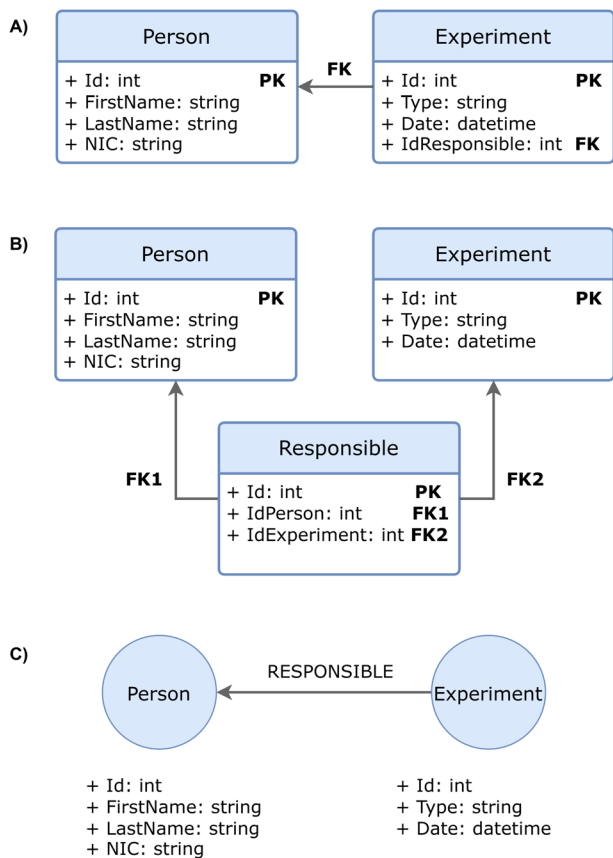 A)
Person
+ Id: int PK
+ FirstName: string
+ LastName: string
+ NIC: string
FK
Experiment
+ Id: int PK
+ Type: string
+ Date: datetime
+ IdResponsible: int FK
B)
Person
+ Id: int PK
+ FirstName: string
+ LastName: string
+ NIC: string
Experiment
+ Id: int PK
+ Type: string
+ Date: datetime
FK1
Responsible
+ Id: int PK
+ IdPerson: int FK1
+ IdExperiment: int FK2
FK2
C)
Person
RESPONSIBLE
Experiment
+ Id: int
+ FirstName: string
+ LastName: string
+ NIC: string
+ Id: int
+ Type: string
+ Date: datetime